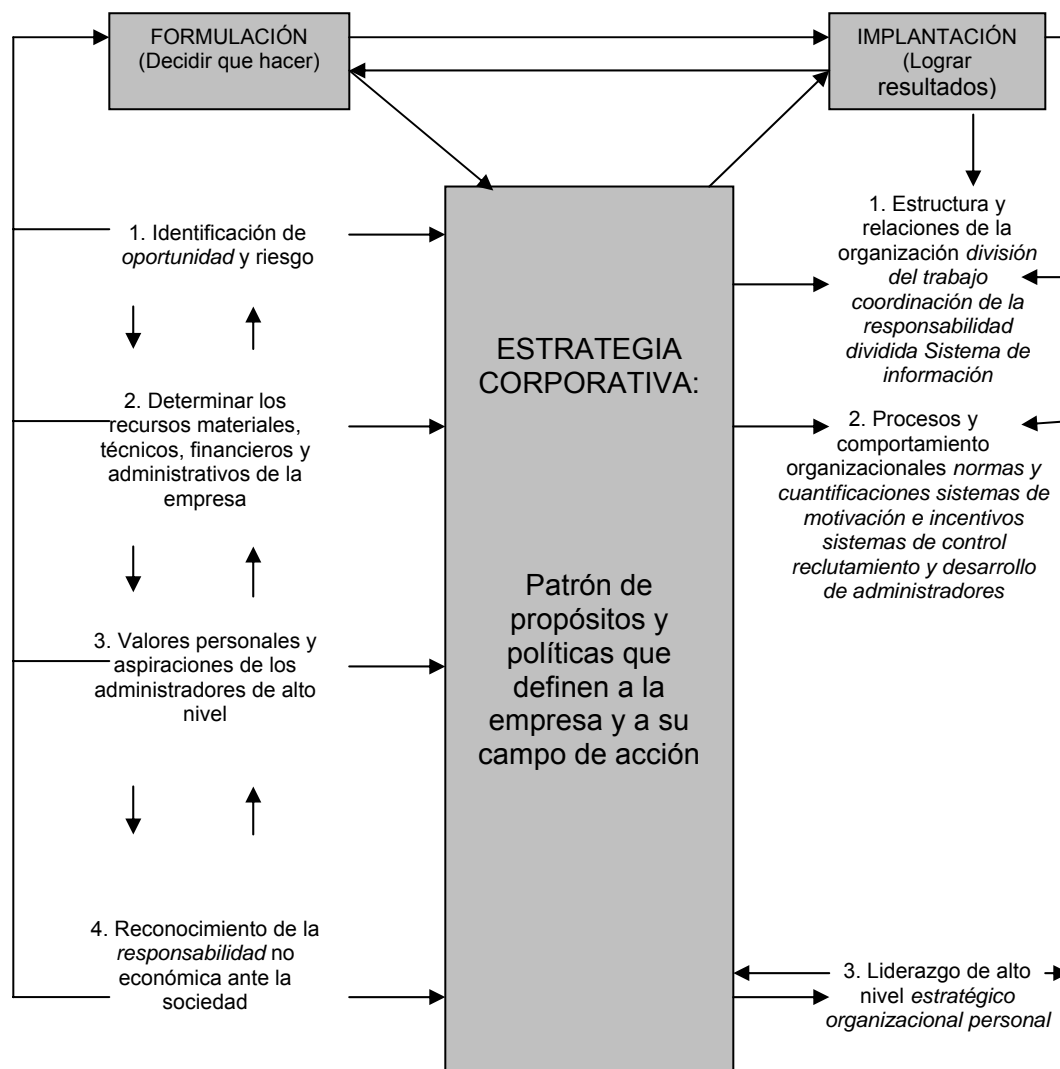 FORMULACIÓN
(Decidir que hacer)
IMPLANTACIÓN
(Lograr
resultados)
1. Identificación de
oportunidad y riesgo
2. Determinar los
recursos materiales,
técnicos, financieros y
administrativos de la
empresa
3. Valores personales y
aspiraciones de los
administradores de alto
nivel
4. Reconocimiento de la
responsabilidad no
económica ante la
sociedad
ESTRATEGIA
CORPORATIVA:
Patrón de
propósitos y
políticas que
definen a la
empresa y a su
campo de acción
1. Estructura y
relaciones de la
organización división
del trabajo
coordinación de la
responsabilidad
dividida Sistema de
información
2. Procesos y
comportamiento
organizacionales normas y
cuantificaciones sistemas de
motivación e incentivos
sistemas de control
reclutamiento y desarrollo
de administradores
3. Liderazgo de alto
nivel estratégico
organizacional personal